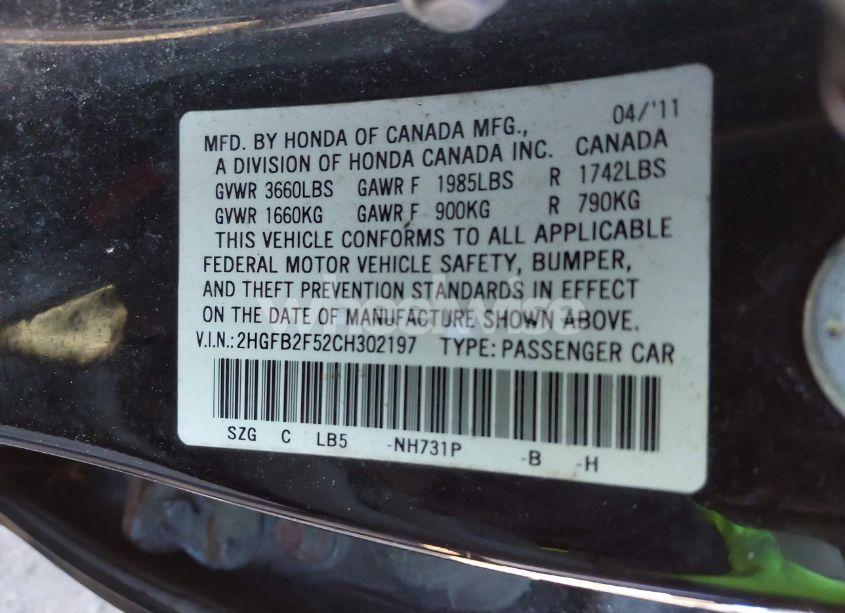 04/'11
MFD. BY HONDA OF CANADA MFG.,
A DIVISION OF HONDA CANADA INC. CANADA
GVWR 3660LBS GAWR F 1985LBS R 1742LBS
GVWR 1660KG GAWR F 900KG R 790KG
THIS VEHICLE CONFORMS TO ALL APPLICABLE
FEDERAL MOTOR VEHICLE SAFETY, BUMPER,
AND THEFT PREVENTION STANDARDS IN EFFECT
ON THE DATE OF MANUFACTURE SHOWN ABOVE.
V.I.N.:2HGFB2F52CH302197 TYPE:PASSENGER CAR
SZG C LB5 -NH731P -B -H